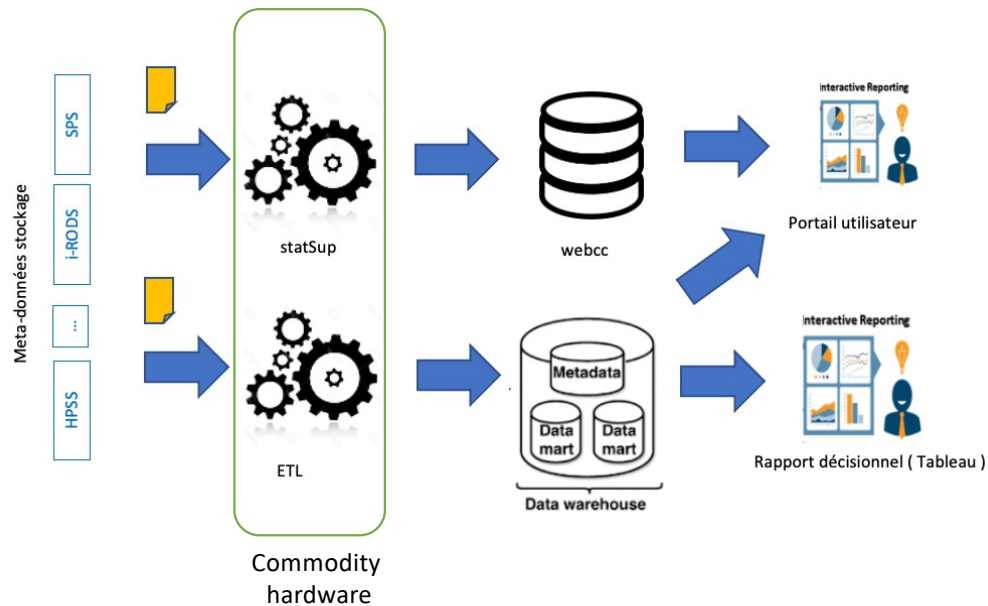 Meta-données stockage
SPS
i-RODS
...
HPSS
statSup
ETL
Commodity
hardware
webcc
Metadata
Data
mart
Data
mart
Data warehouse
Interactive Reporting
Portail utilisateur
Interactive Reporting
Rapport décisionnel ( Tableau )